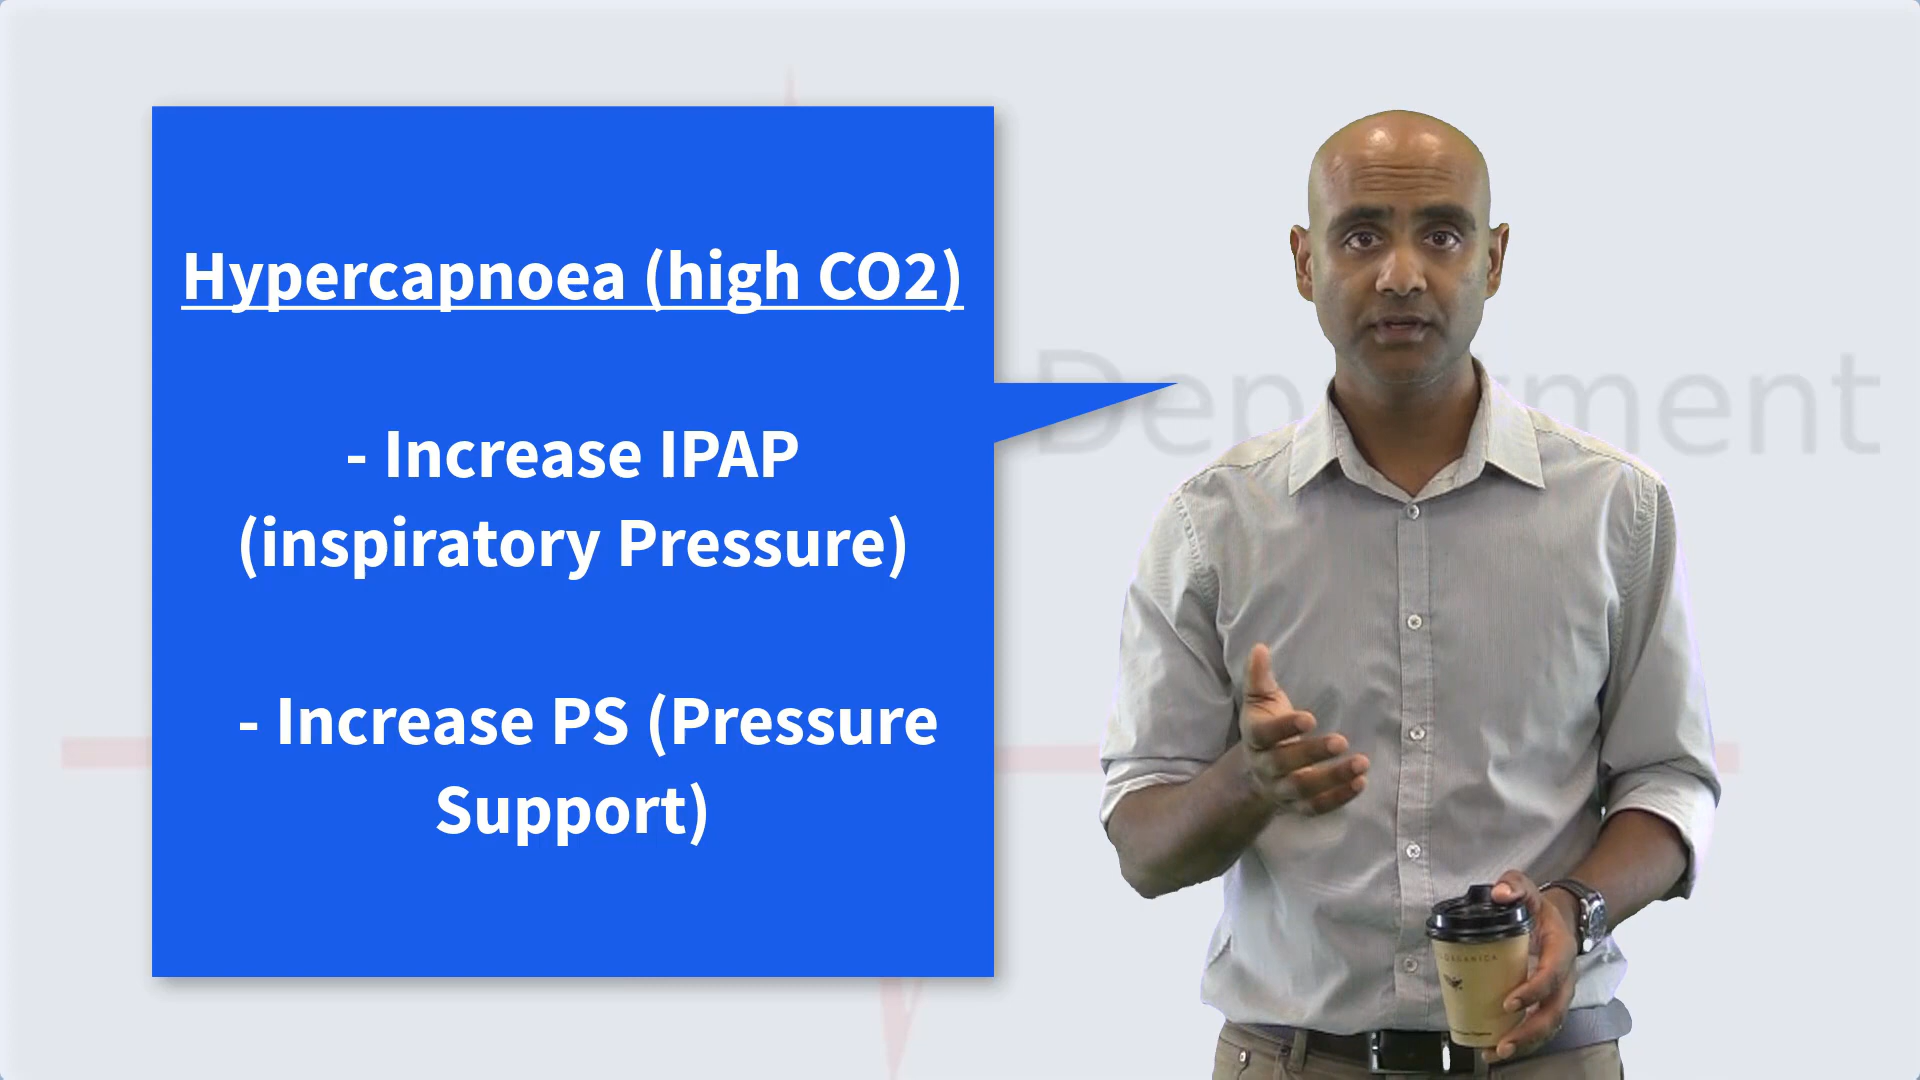 Hypercapnoea (high CO2)
- Increase IPAP
(inspiratory Pressure)
- Increase PS (Pressure
Support)